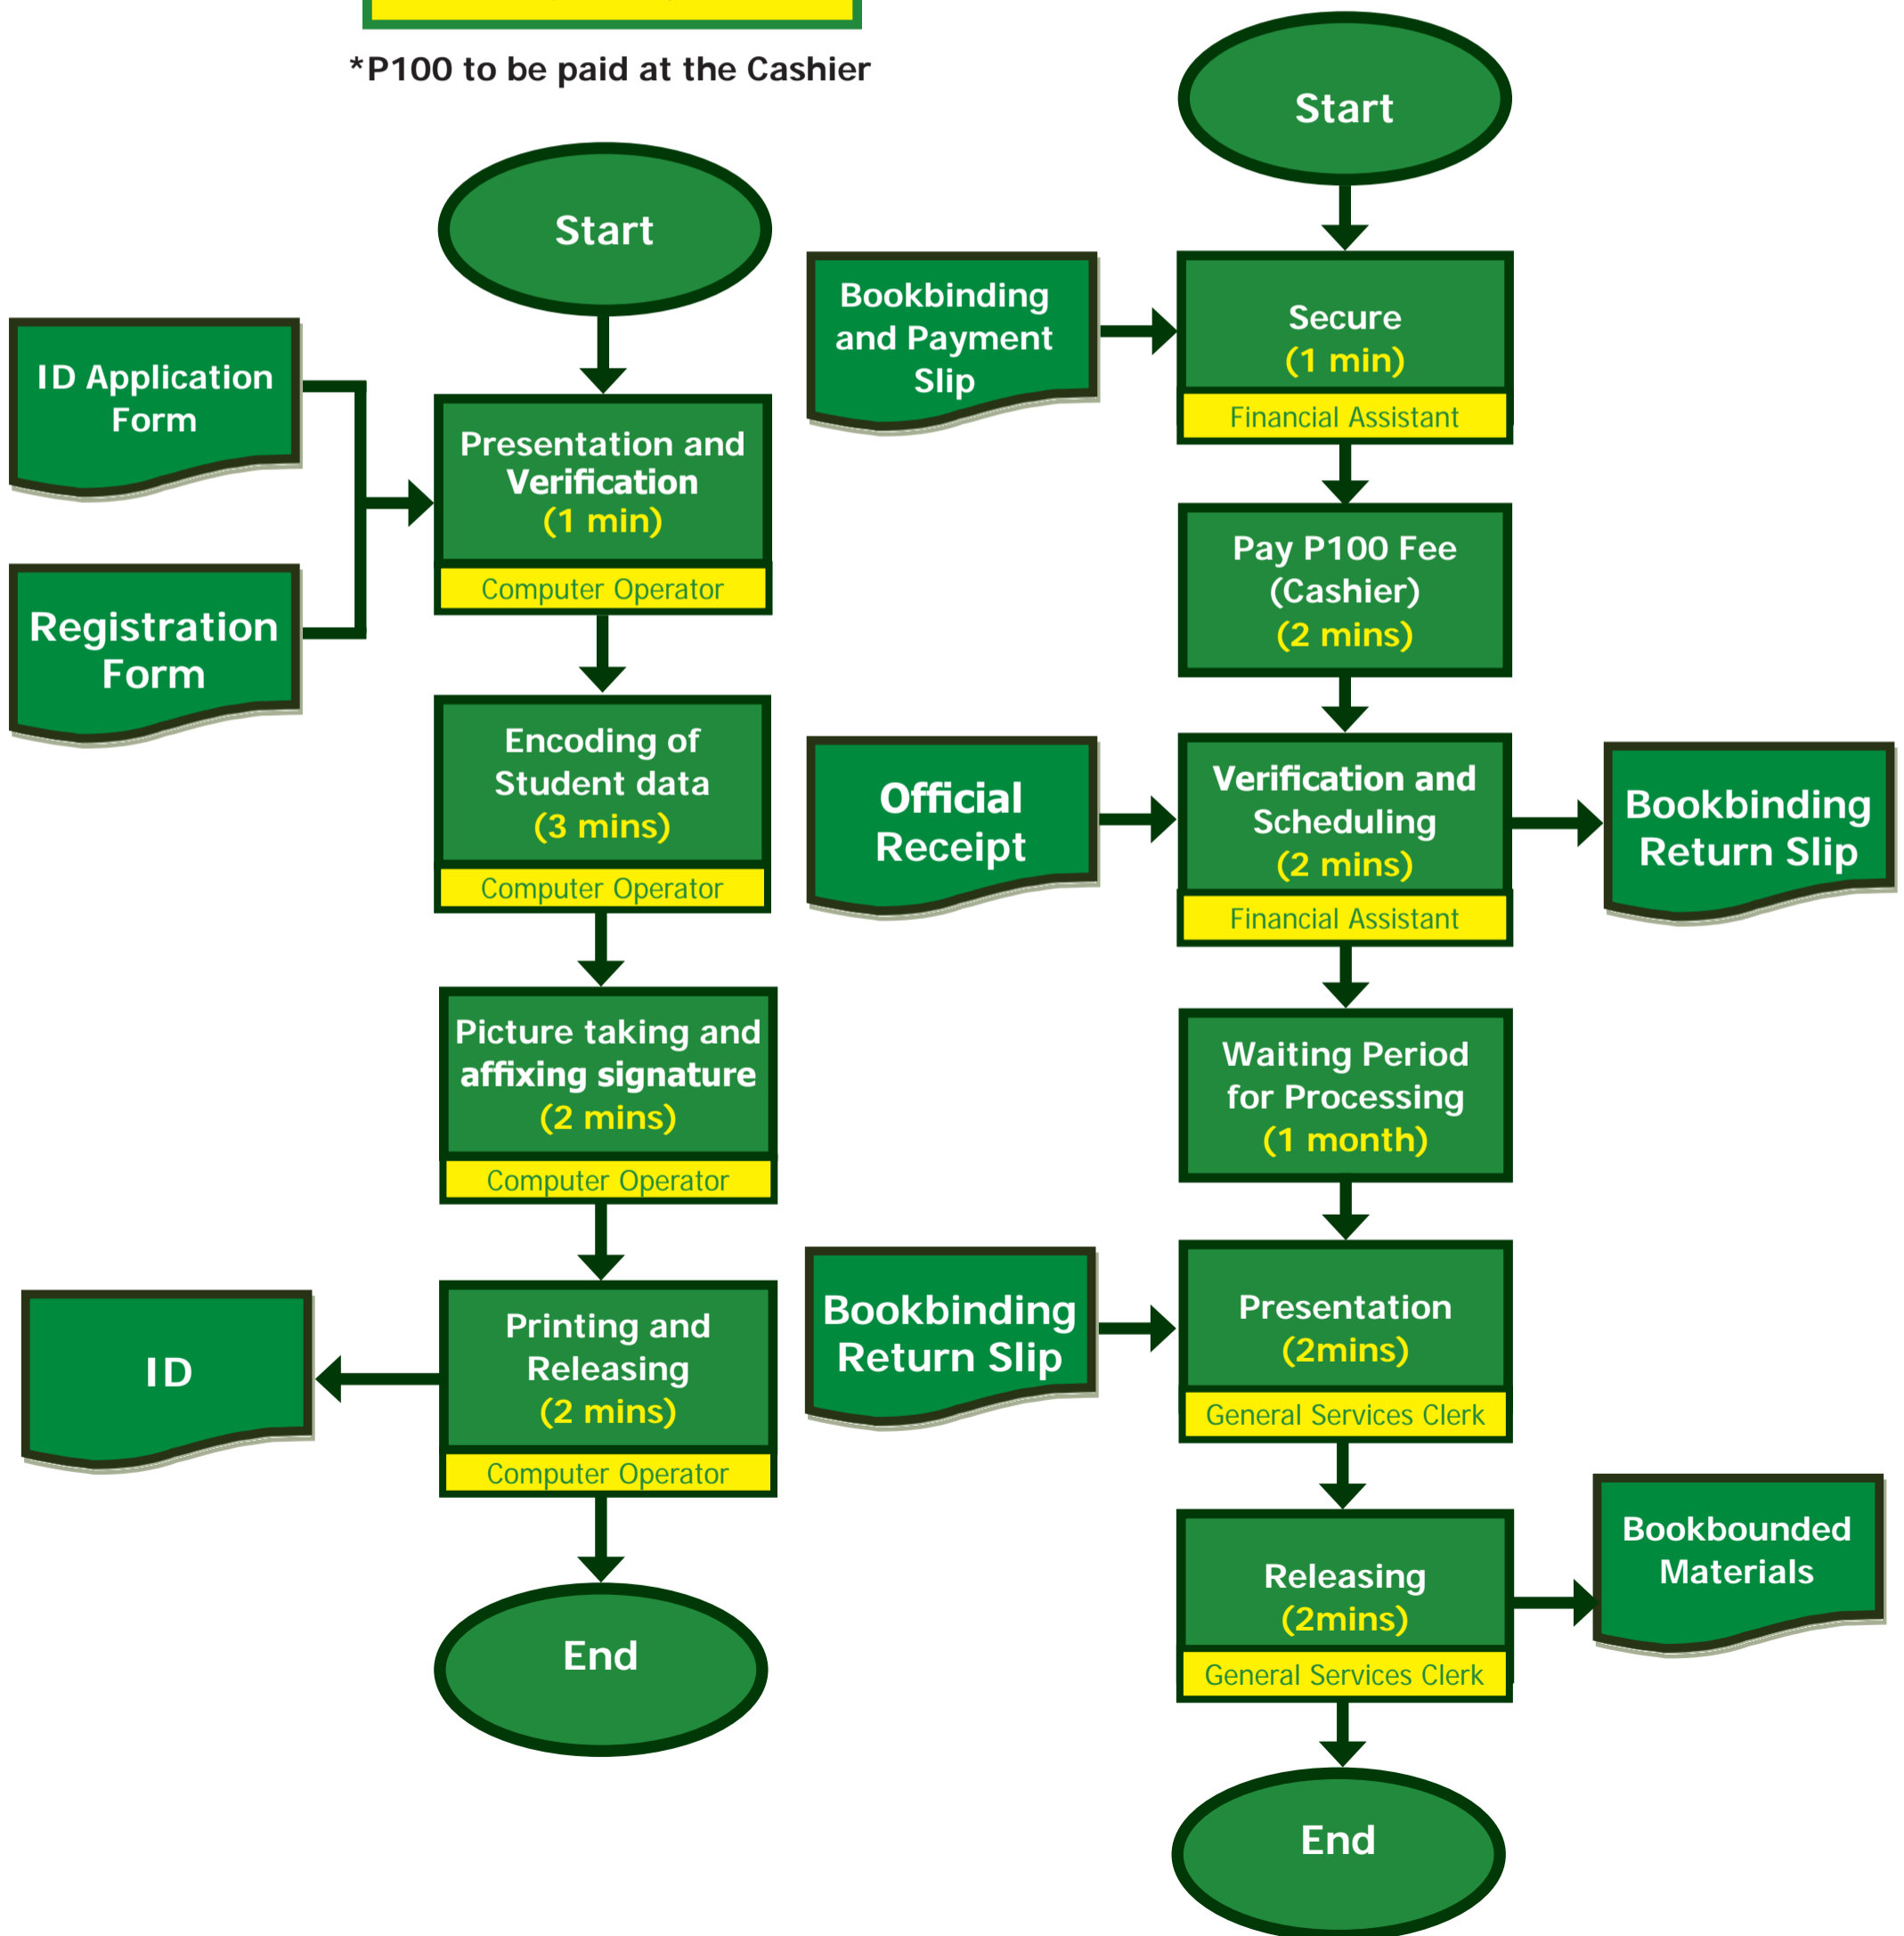 *P100 to be paid at the Cashier
Start
ID Application
Form
Registration
Form
Presentation and
Verification
(1 min)
Computer Operator
Encoding of
Student data
(3 mins)
Computer Operator
Picture taking and
affixing signature
(2 mins)
Computer Operator
Printing and
Releasing
(2 mins)
Computer Operator
ID
End
Start
Bookbinding
and Payment
Slip
Secure
(1 min)
Financial Assistant
Pay P100 Fee
(Cashier)
(2 mins)
Official
Receipt
Verification and
Scheduling
(2 mins)
Financial Assistant
Bookbinding
Return Slip
Waiting Period
for Processing
(1 month)
Bookbinding
Return Slip
Presentation
(2mins)
General Services Clerk
Releasing
(2mins)
General Services Clerk
Bookbounded
Materials
End